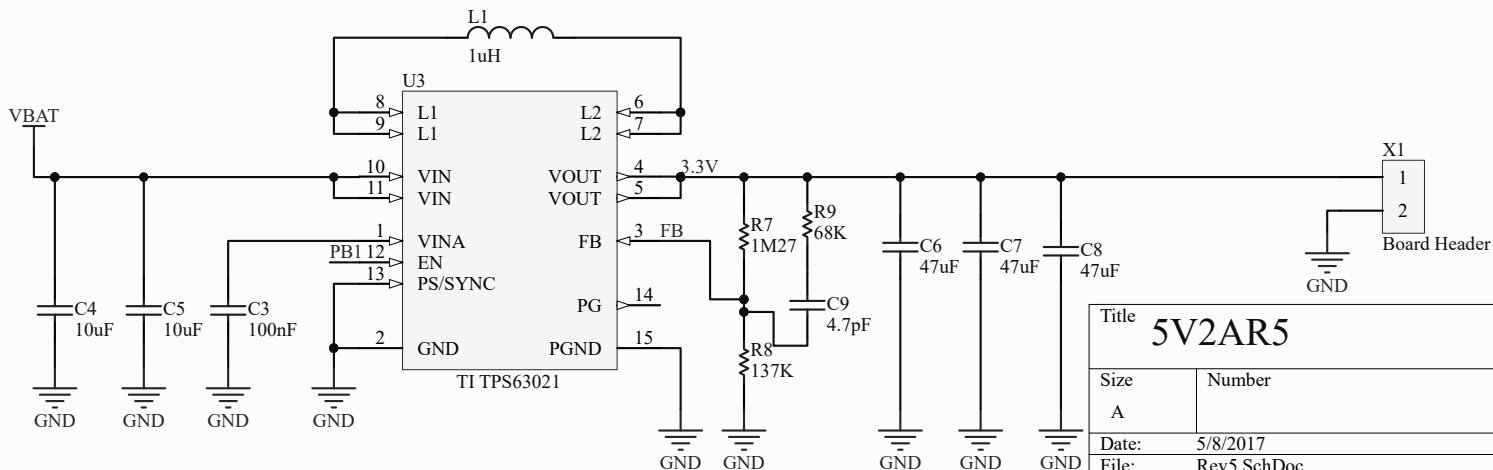 L1
1uH
U3
VBAT
8 L1 L2 6
9 L1 L2 7
10 VIN VOUT 4 3.3V
11 VIN VOUT 5
1 VINA FB 3 FB
PB1 12 EN
13 PS/SYNC
PG 14
2 GND PGND 15
TI TPS63021
C4
10uF
C5
10uF
C3
100nF
R7
1M27
R9
68K
C9
4.7pF
R8
137K
C6
47uF
C7
47uF
C8
47uF
X1
1
2
Board Header
GND
GND
GND
GND
GND
GND
GND
GND
GND
GND
Title 5V2AR5
Size Number
A
Date: 5/8/2017
File: Rev5.SchDoc